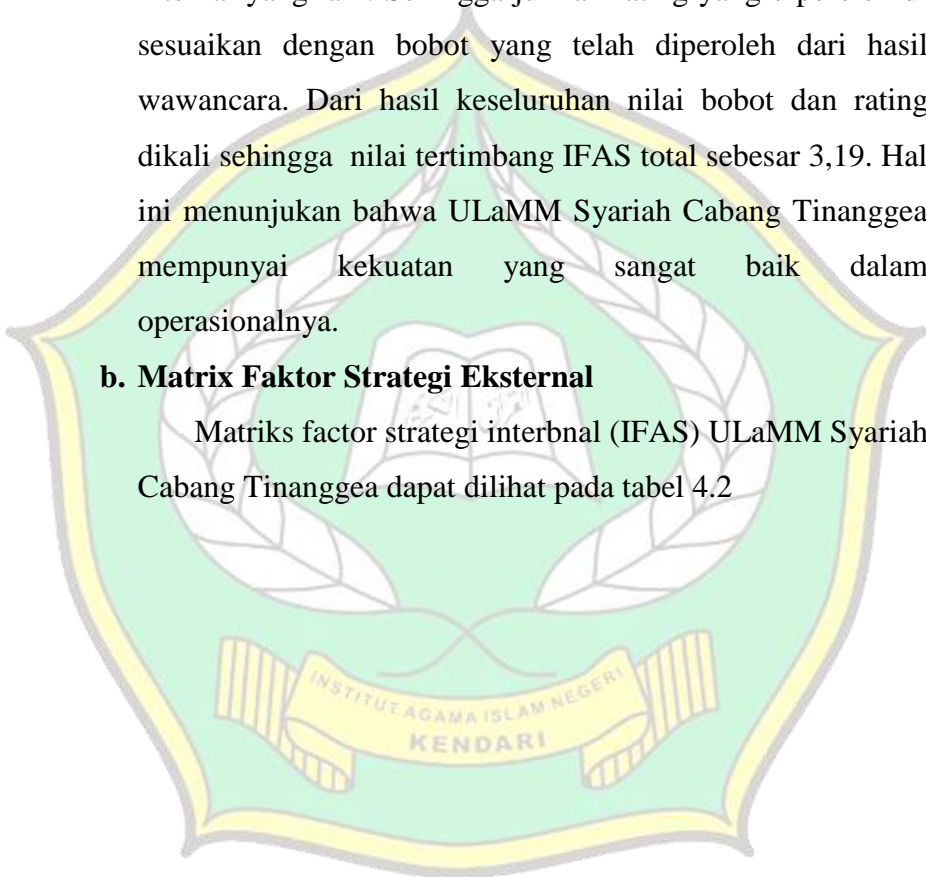 sesuaikan dengan bobot yang telah diperoleh dari hasil
wawancara. Dari hasil keseluruhan nilai bobot dan rating
dikali sehingga nilai tertimbang IFAS total sebesar 3,19. Hal
ini menunjukan bahwa ULaMM Syariah Cabang Tinanggea
mempunyai kekuatan yang sangat baik dalam
operasionalnya.
b. Matrix Faktor Strategi Eksternal
Matriks factor strategi interbnal (IFAS) ULaMM Syariah
Cabang Tinanggea dapat dilihat pada tabel 4.2
INSTITUT AGAMA ISLAM NEGERI
KENDARI